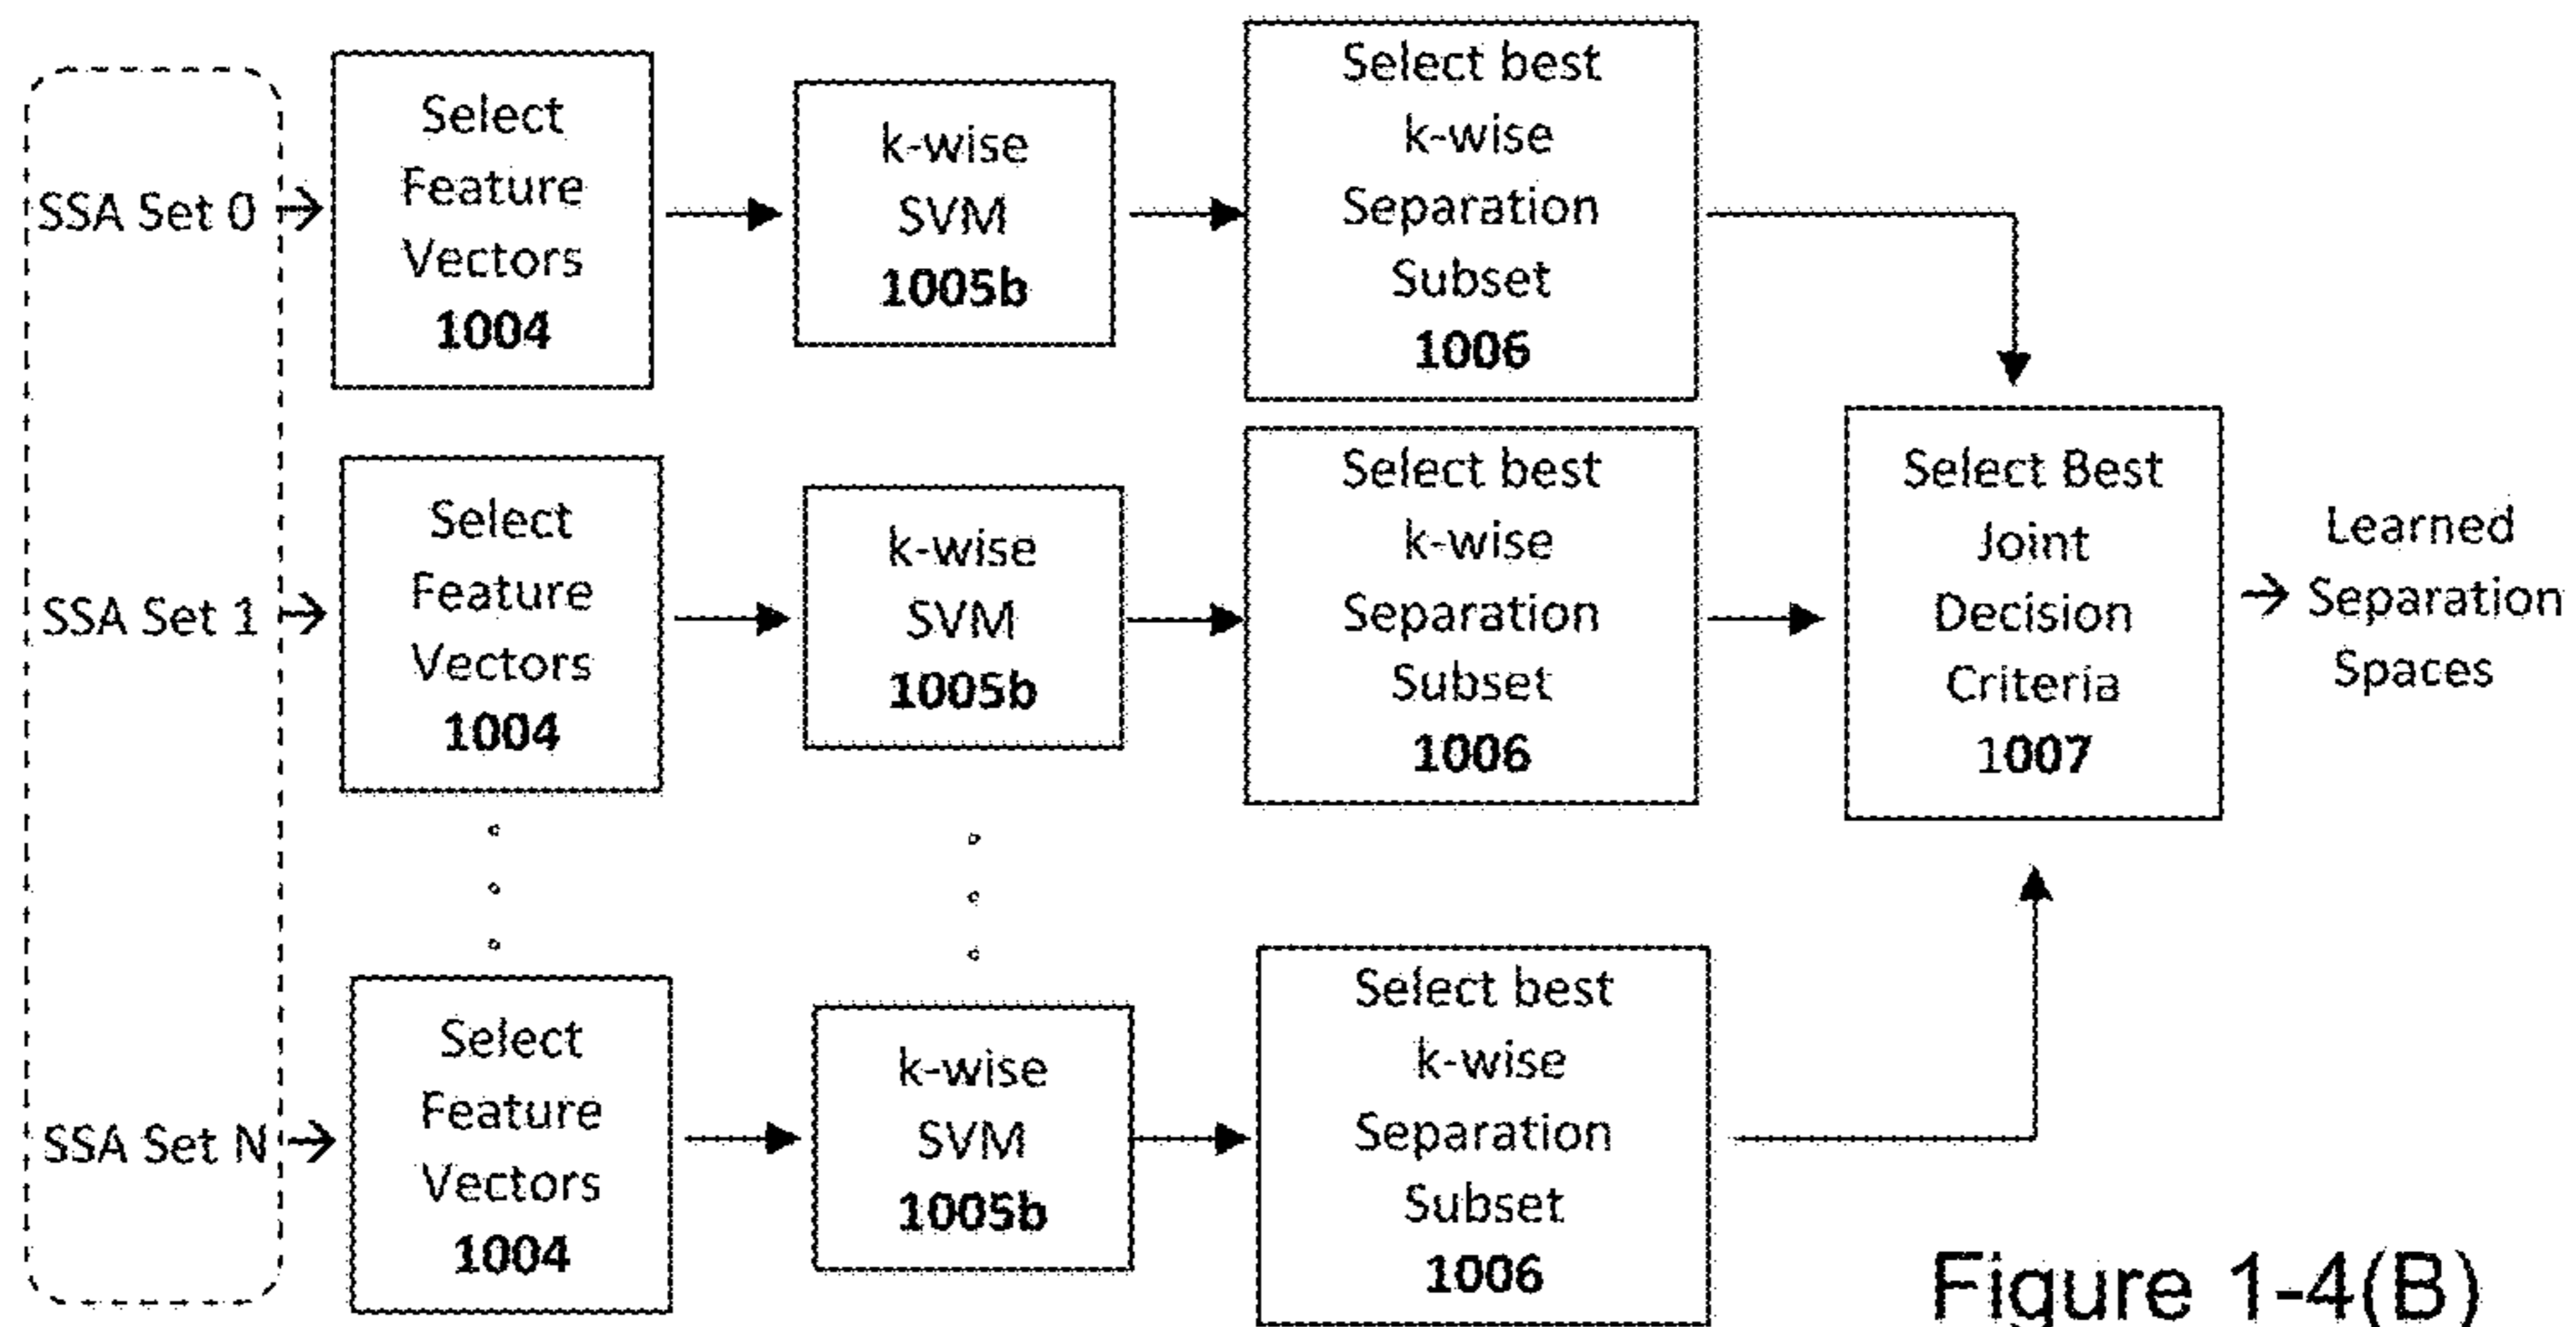 SSA Set 0
Select
Feature
Vectors
1004
k-wise
SVM
1005b
Select best
k-wise
Separation
Subset
1006
SSA Set 1
Select
Feature
Vectors
1004
k-wise
SVM
1005b
Select best
k-wise
Separation
Subset
1006
Select Best
Joint
Decision
Criteria
1007
Learned
Separation
Spaces
SSA Set N
Select
Feature
Vectors
1004
k-wise
SVM
1005b
Select best
k-wise
Separation
Subset
1006
Figure 1-4(B)